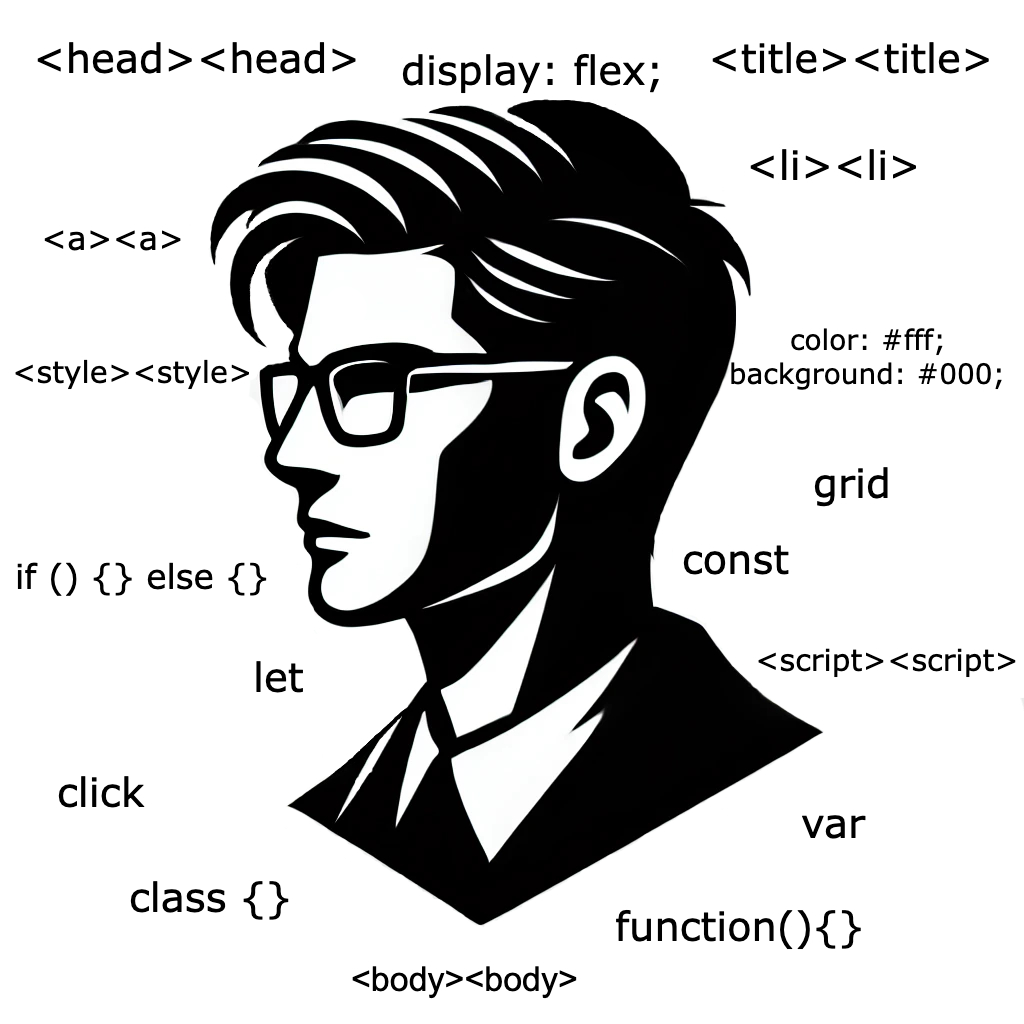 <head><head>
display: flex;
<title><title>
<li><li>
<a><a>
color: #fff;
background: #000;
<style><style>
grid
const
if () {} else {}
<script><script>
let
click
var
class {}
function(){}
<body><body>